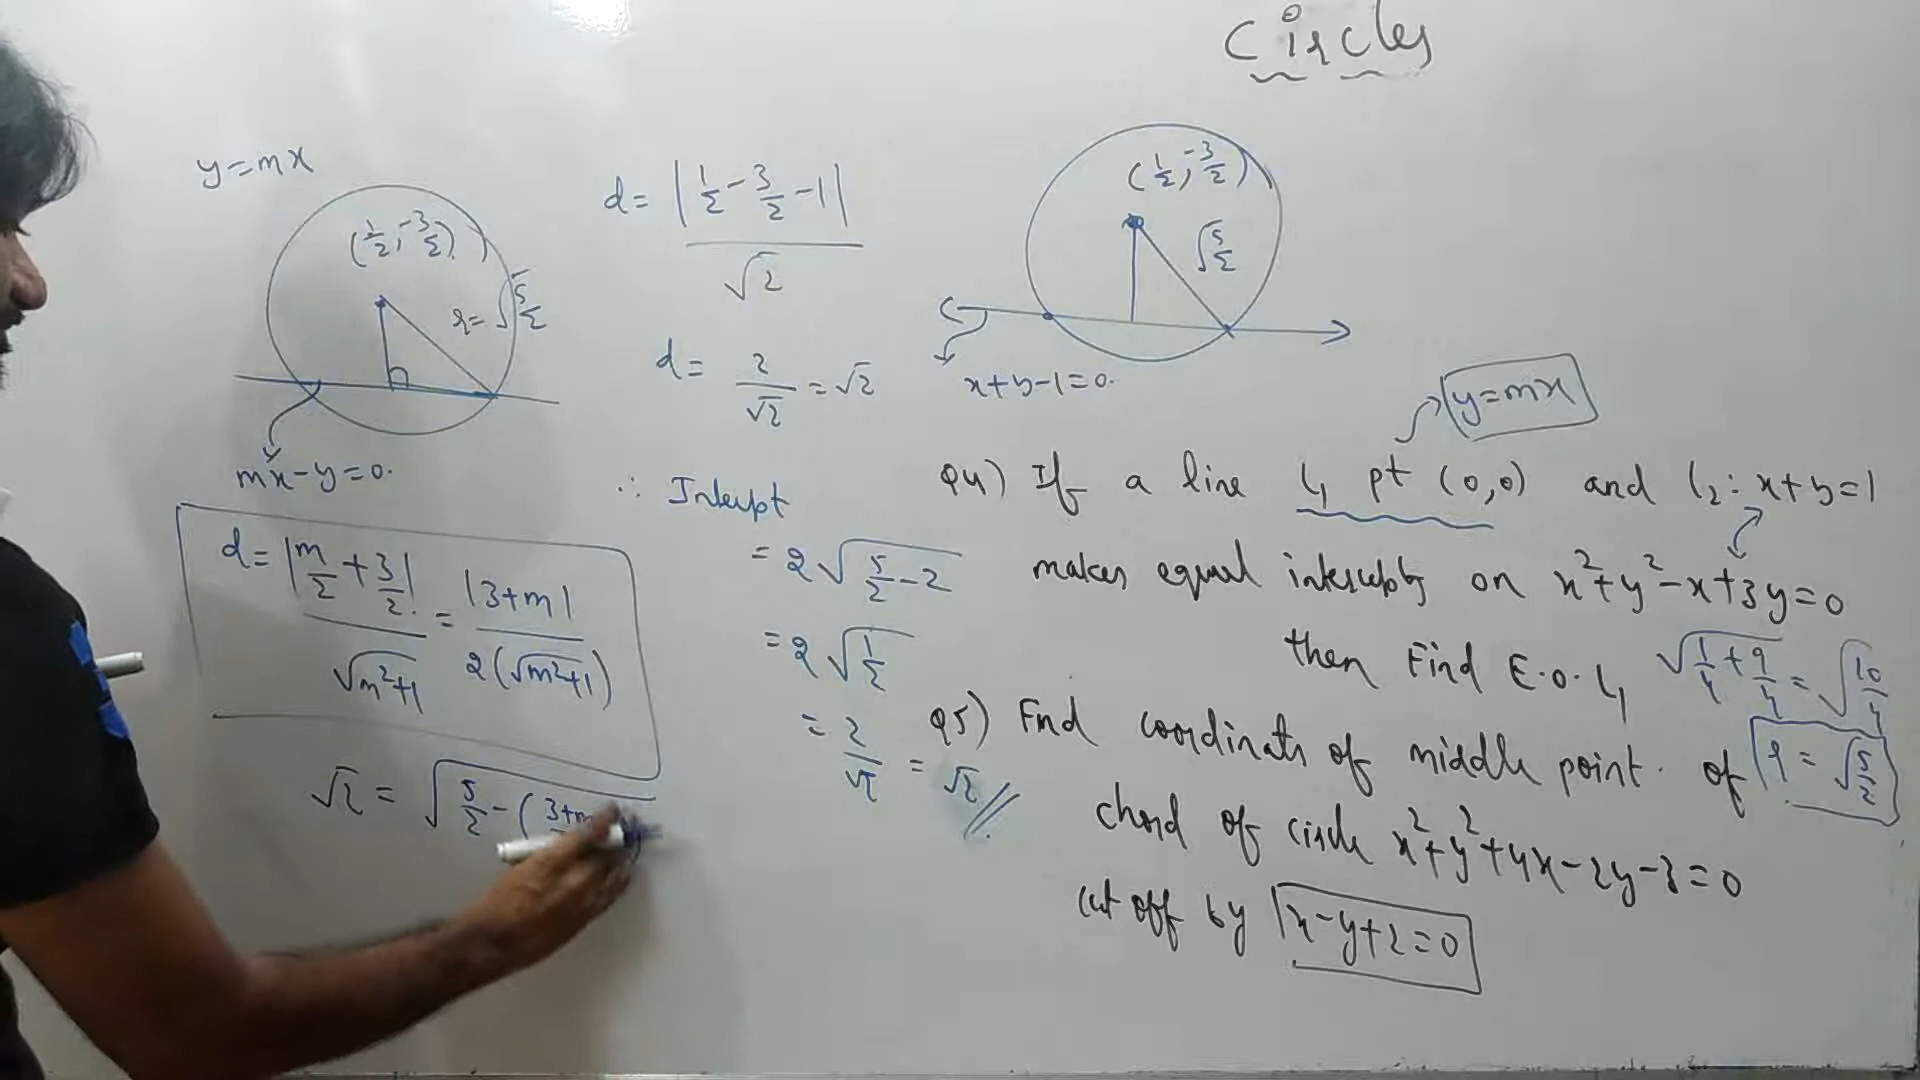 Circles
y=mx
(1/2, -3/2)
r=√5/2
mx-y=0.
d= |m/2 + 3/2| / √m²+1 = |3+m| / 2(√m²+1)
√2 = √5/2 - (3+m
d= |1/2 - 3/2 - 1| / √2
d= 2/√2 = √2
∴ Intercept
= 2√5/2 - 2
= 2√1/2
= 2/√2 = √2//
(1/2, -3/2)
√5/2
x+y-1=0.
y=mx
Q4) If a line L1 pt (0,0) and L2: x+y=1
makes equal intercepts on x²+y²-x+3y=0
then Find E.O. L1 √1/4+9/4 = √10/4
r = √5/2
Q5) Find coordinats of middle point. of
chord of circle x²+y²+4x-2y-3=0
cut off by x-y+2=0